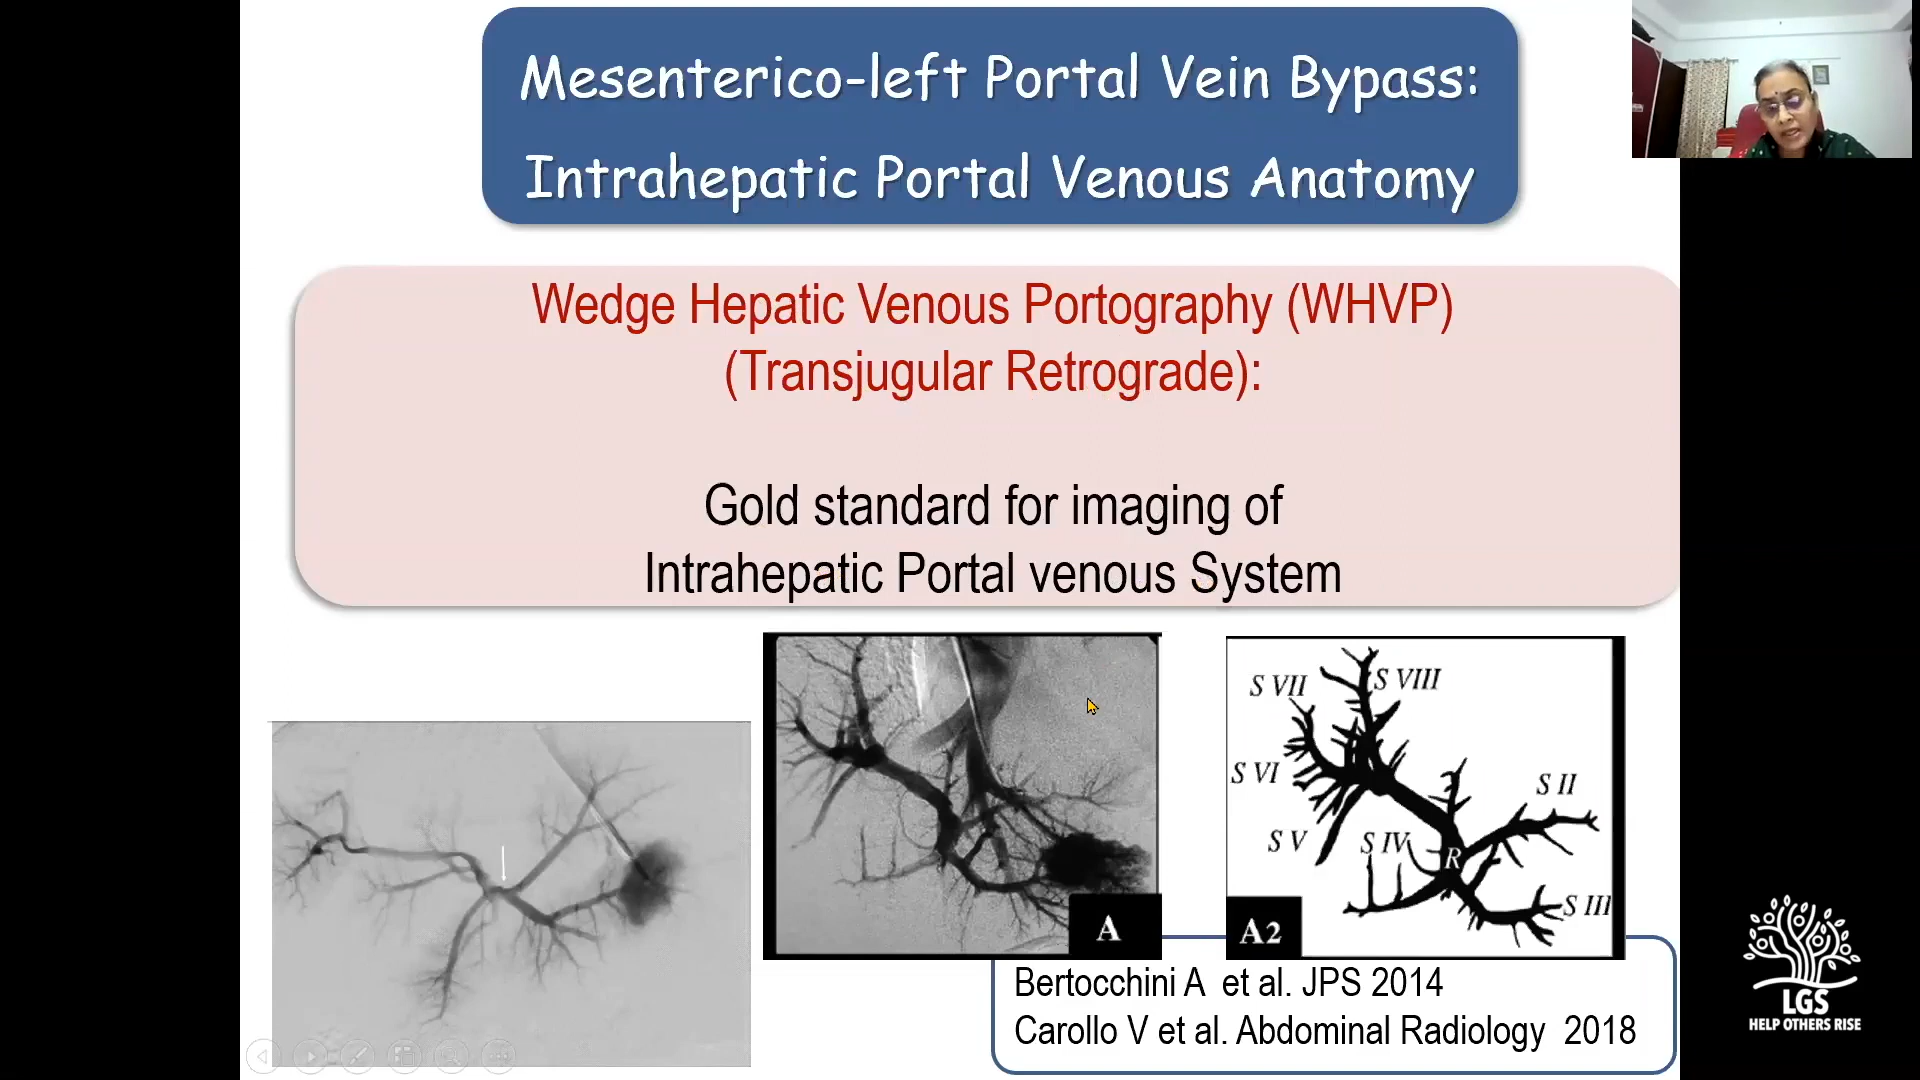 Mesenterico-left Portal Vein Bypass:
Intrahepatic Portal Venous Anatomy
Wedge Hepatic Venous Portography (WHVP)
(Transjugular Retrograde):
Gold standard for imaging of
Intrahepatic Portal venous System
A
S VII
S VIII
S VI
S II
S V
S IV
R
S III
A2
Bertocchini A et al. JPS 2014
Carollo V et al. Abdominal Radiology 2018
LGS
HELP OTHERS RISE